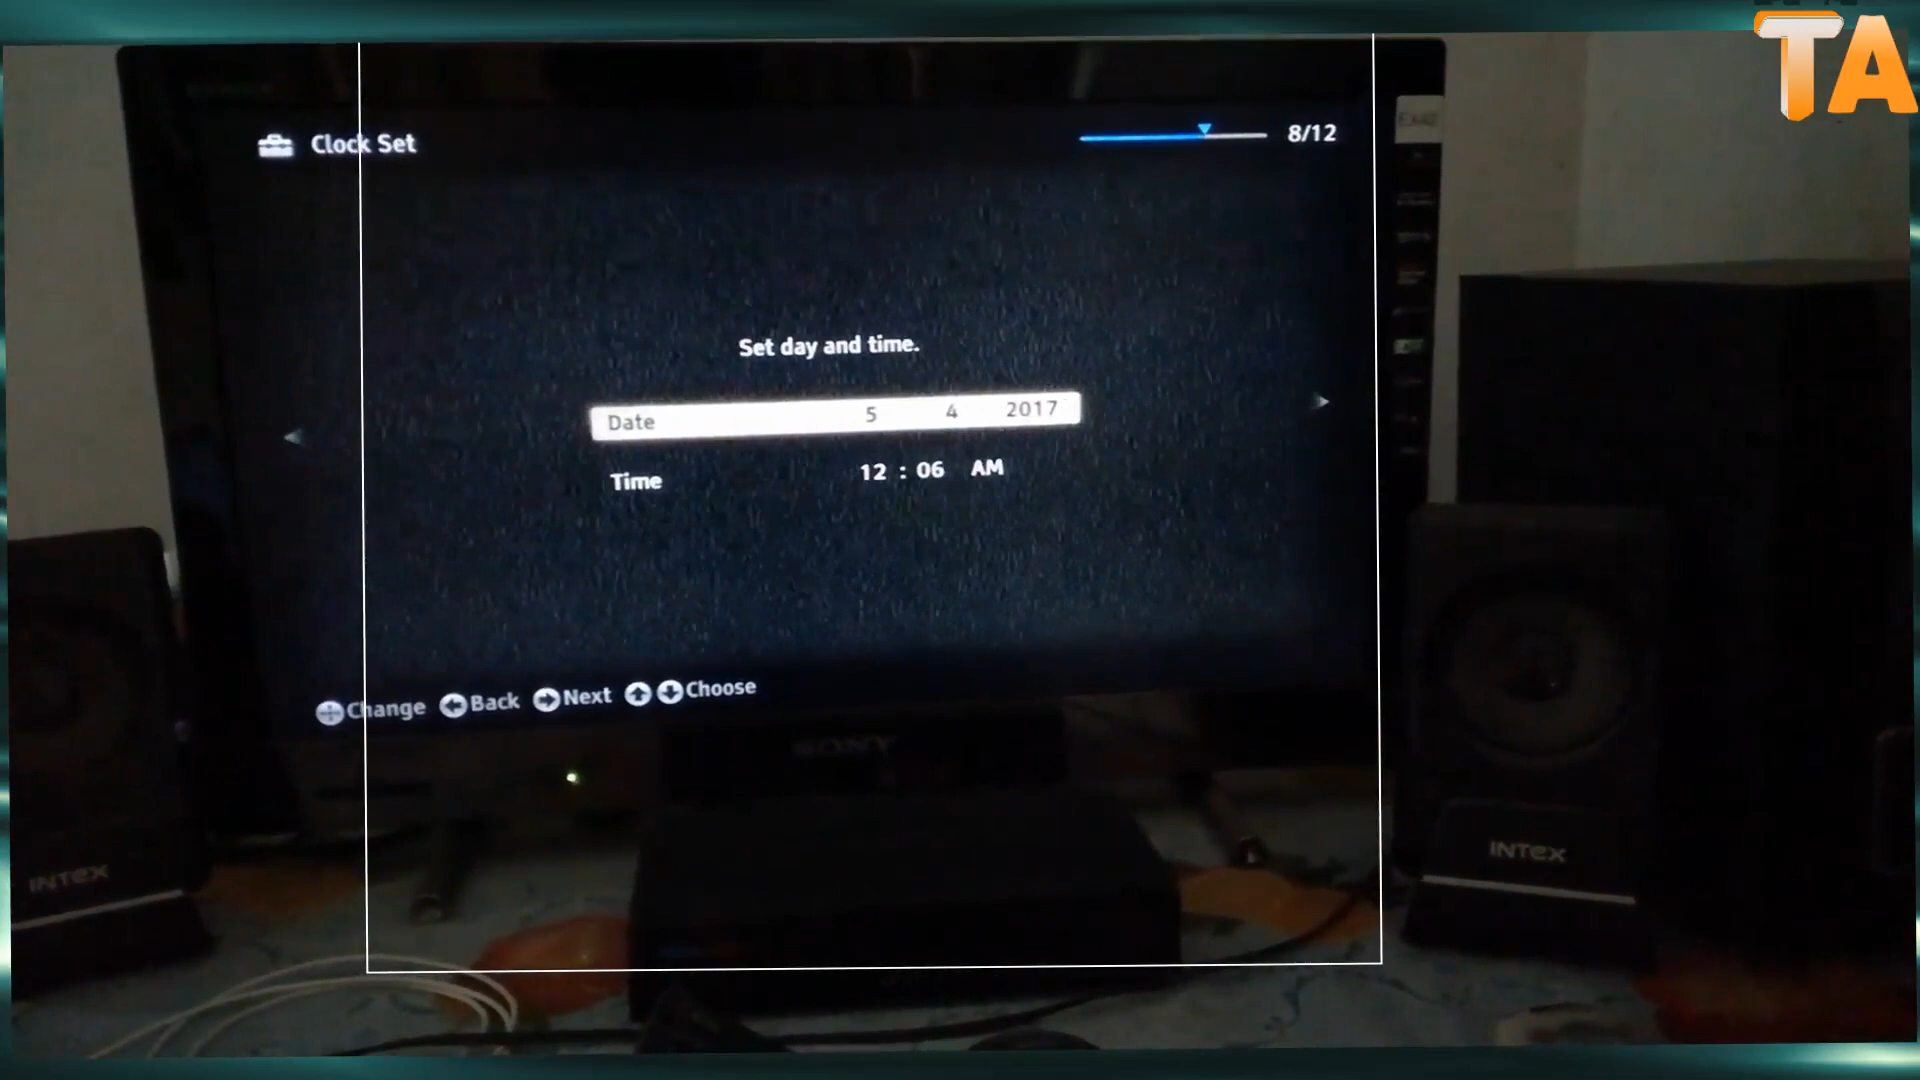 TA
Clock Set
8/12
Set day and time.
Date 5 4 2017
Time 12 : 06 AM
Change Back Next Choose
SONY
INTEX
INTEX